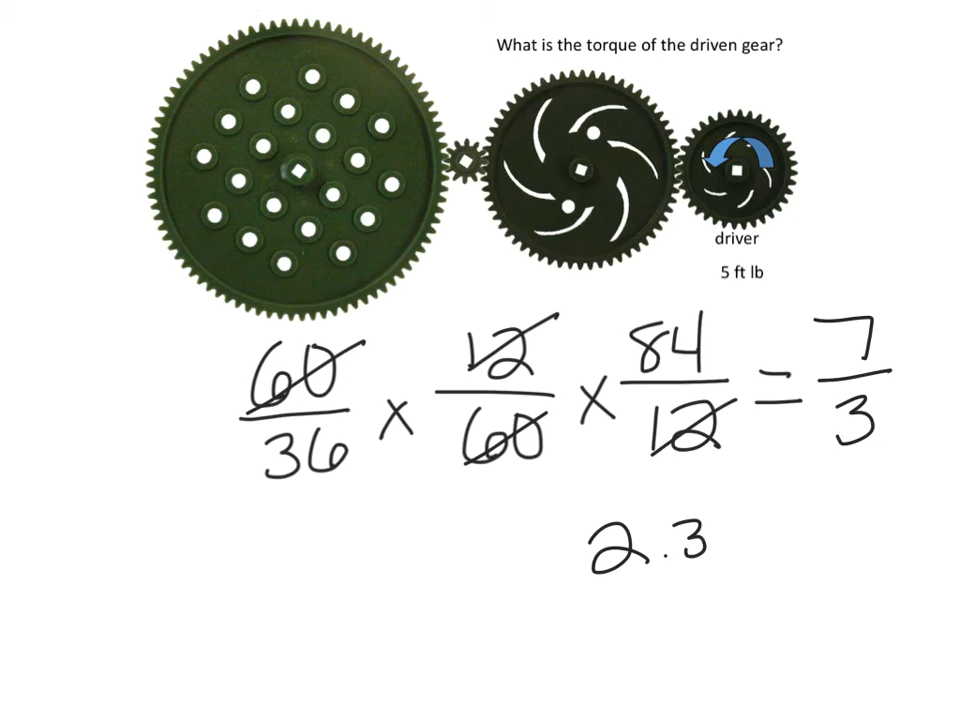 What is the torque of the driven gear?
driver
5 ft lb
60/36 x 12/60 x 84/12 = 7/3
2.3